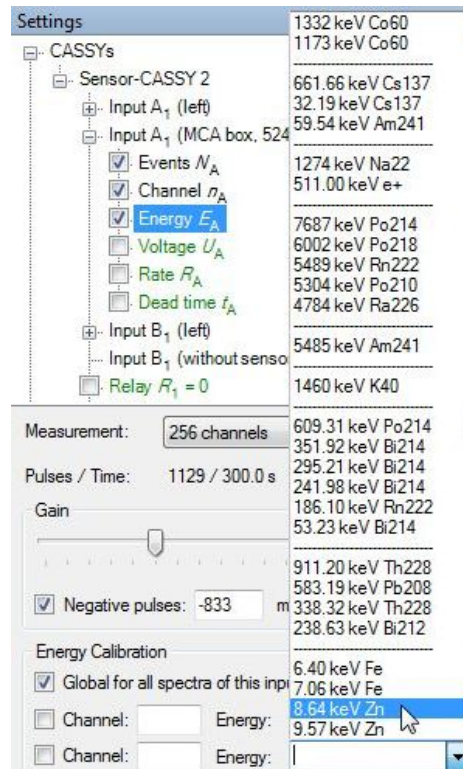 Settings
CASSYs
Sensor-CASSY 2
Input A1 (left)
Input A1 (MCA box, 524
Events NA
Channel nA
Energy EA
Voltage UA
Rate RA
Dead time tA
Input B1 (left)
Input B1 (without senso
Relay R1 = 0
Measurement: 256 channels
Pulses / Time: 1129 / 300.0 s
Gain
Negative pulses: -833 m
Energy Calibration
Global for all spectra of this inp
Channel: Energy:
Channel: Energy:
1332 keV Co60
1173 keV Co60
661.66 keV Cs137
32.19 keV Cs137
59.54 keV Am241
1274 keV Na22
511.00 keV e+
7687 keV Po214
6002 keV Po218
5489 keV Rn222
5304 keV Po210
4784 keV Ra226
5485 keV Am241
1460 keV K40
609.31 keV Po214
351.92 keV Bi214
295.21 keV Bi214
241.98 keV Bi214
186.10 keV Rn222
53.23 keV Bi214
911.20 keV Th228
583.19 keV Pb208
338.32 keV Th228
238.63 keV Bi212
6.40 keV Fe
7.06 keV Fe
8.64 keV Zn
9.57 keV Zn